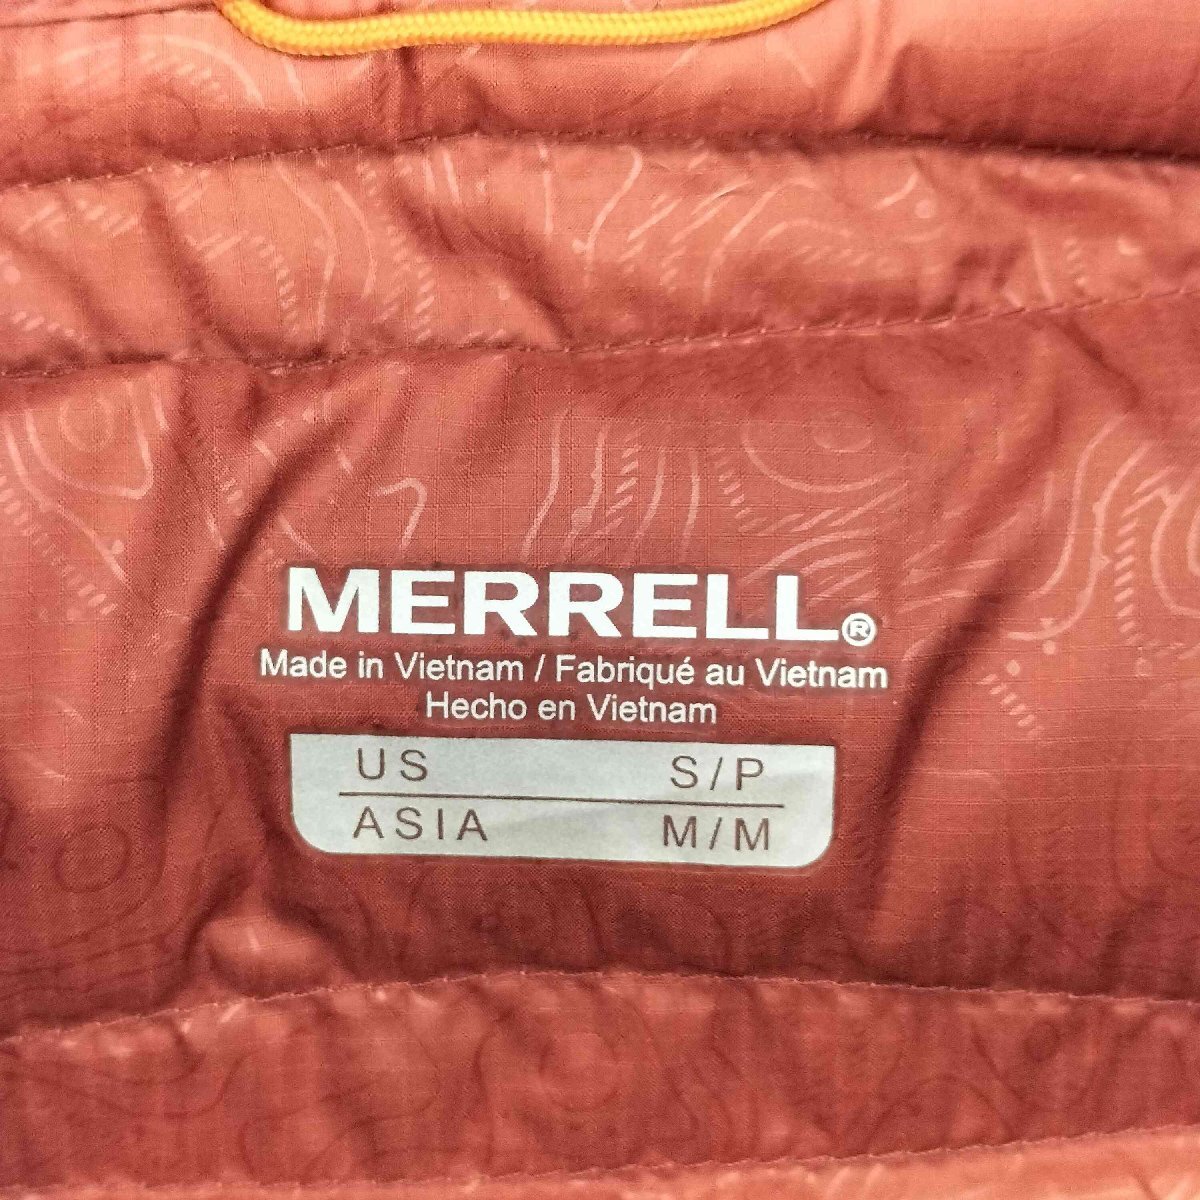 MERRELL®
Made in Vietnam / Fabriqué au Vietnam
Hecho en Vietnam
US S/P
ASIA M/M